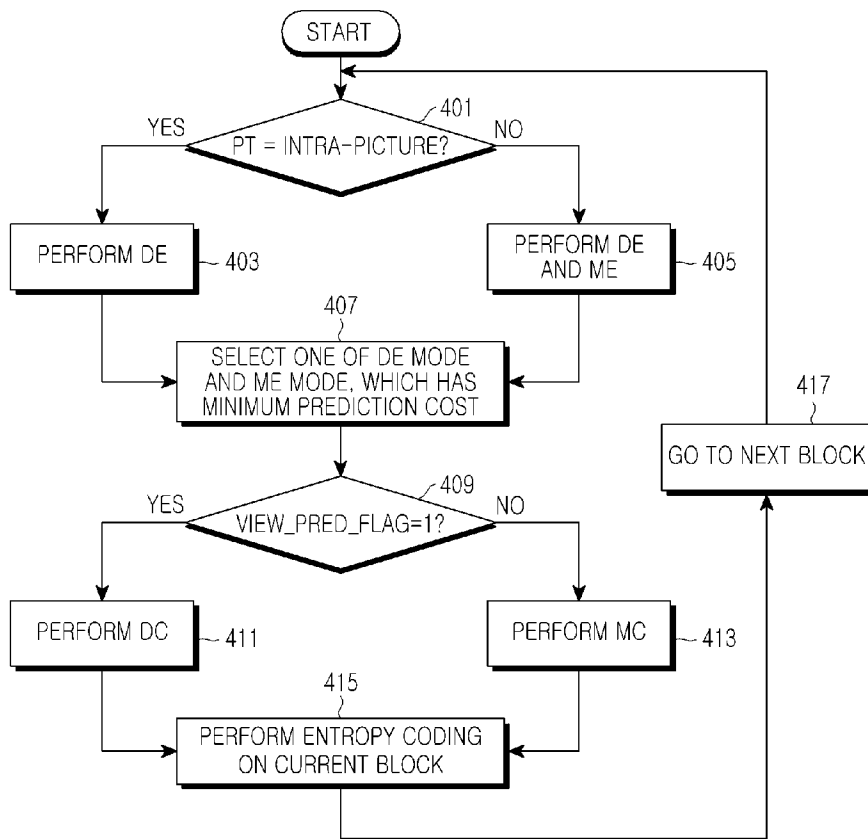 START
401
YES
NO
PT = INTRA-PICTURE?
PERFORM DE
403
PERFORM DE
AND ME
405
407
SELECT ONE OF DE MODE
AND ME MODE, WHICH HAS
MINIMUM PREDICTION COST
417
GO TO NEXT BLOCK
409
YES
NO
VIEW_PRED_FLAG=1?
PERFORM DC
411
PERFORM MC
413
415
PERFORM ENTROPY CODING
ON CURRENT BLOCK